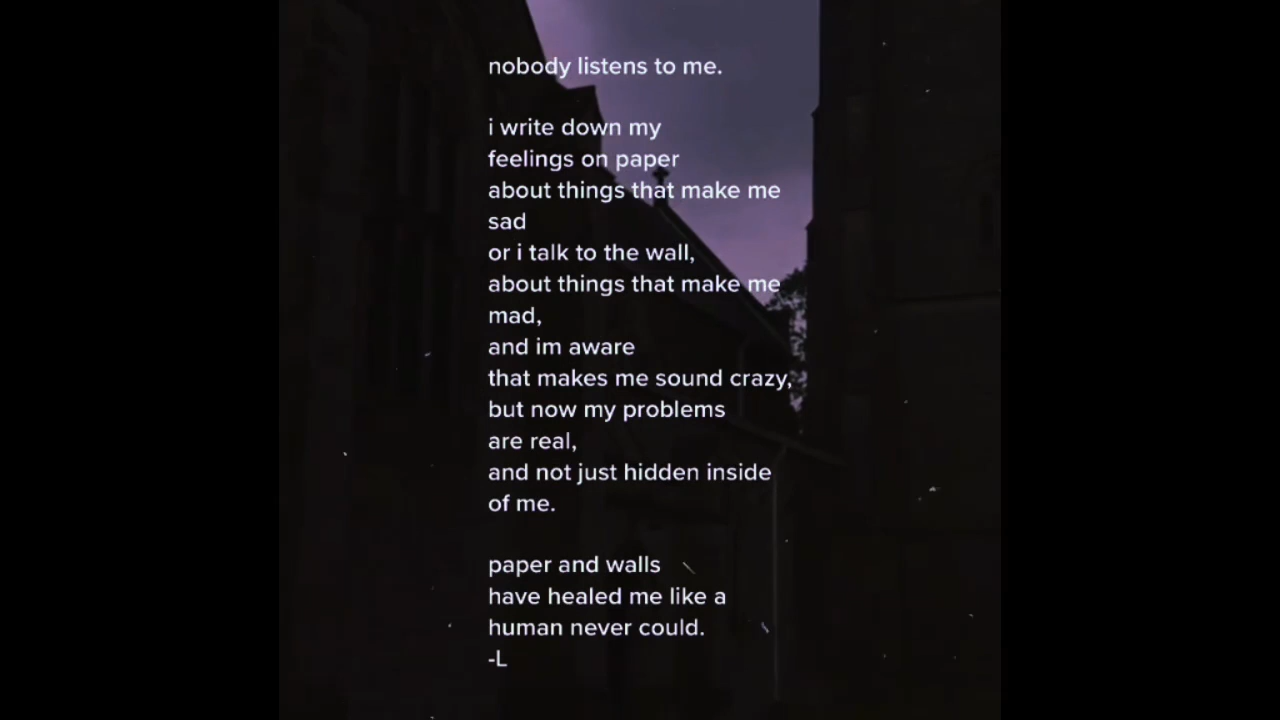 nobody listens to me.
i write down my
feelings on paper
about things that make me
sad
or i talk to the wall,
about things that make me
mad,
and im aware
that makes me sound crazy,
but now my problems
are real,
and not just hidden inside
of me.
paper and walls
have healed me like a
human never could.
-L